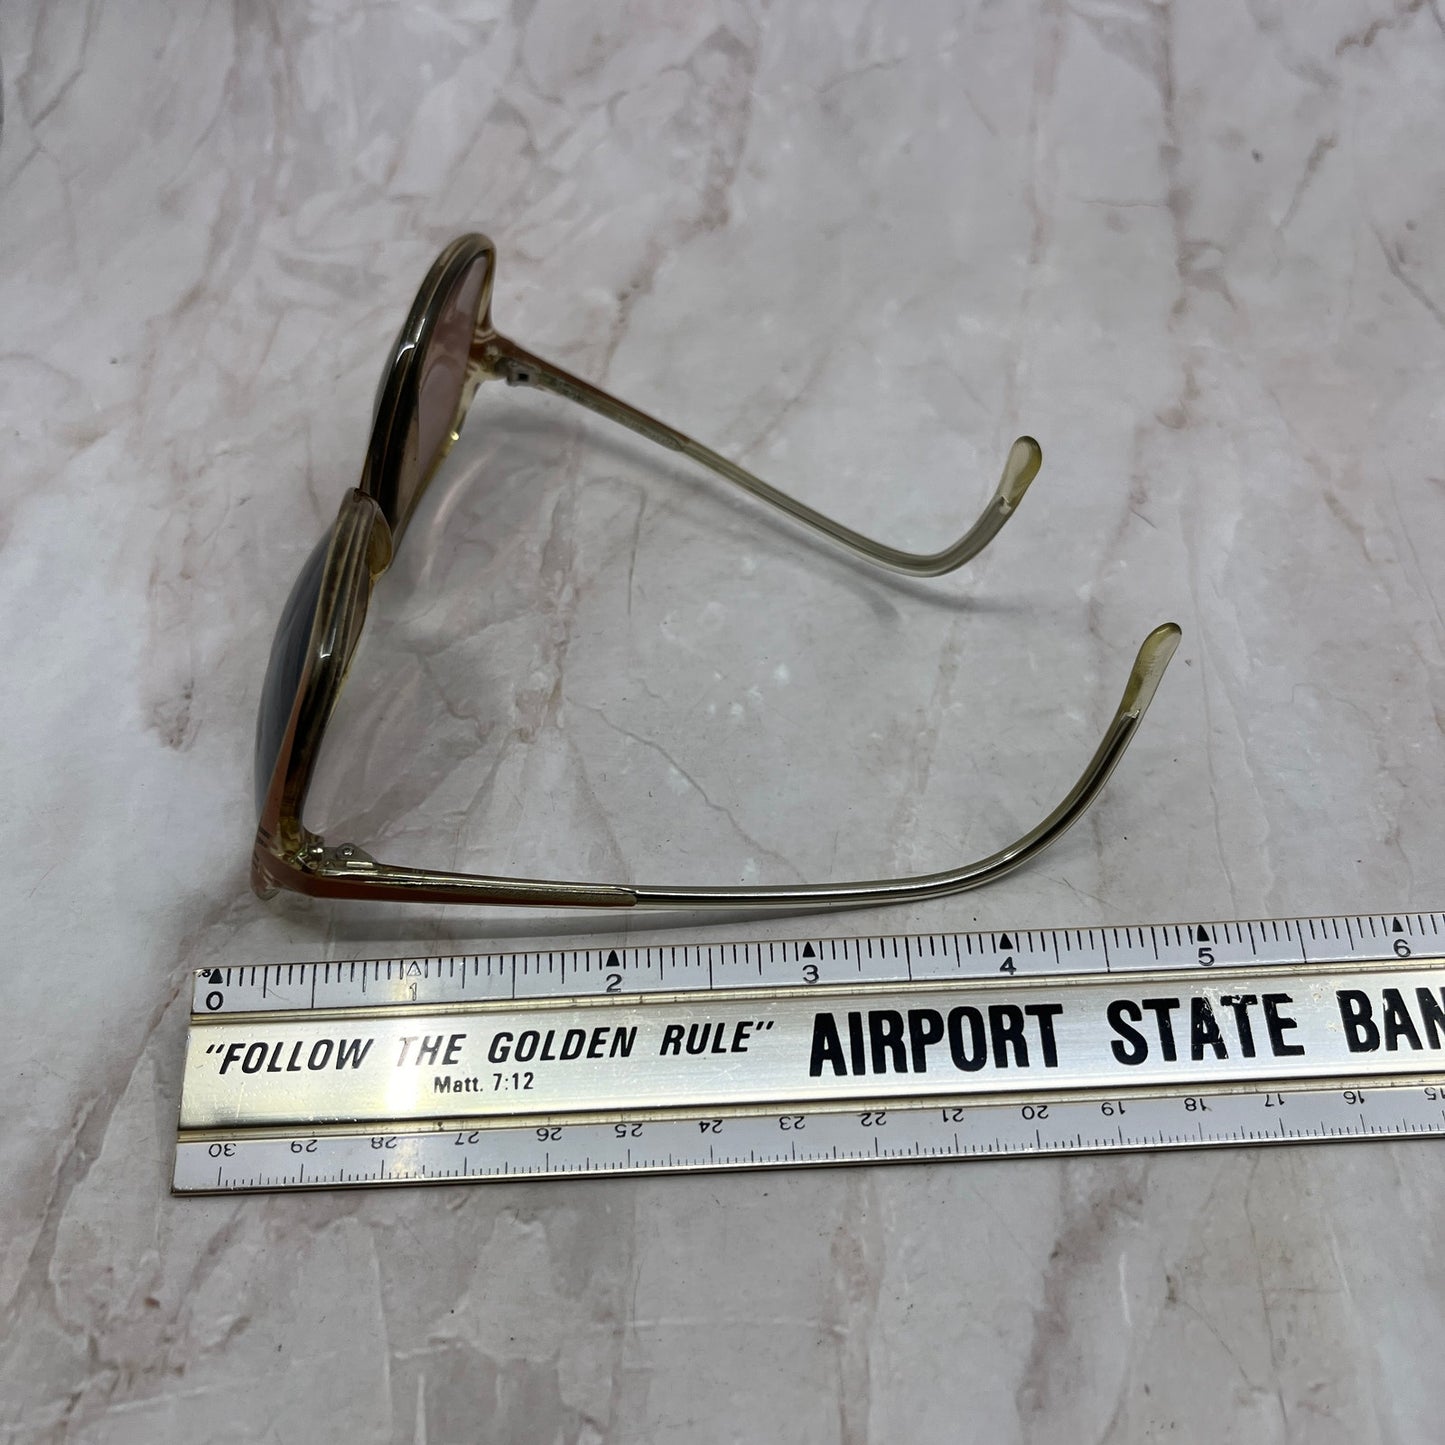 0 1 2 3 4 5 6
"FOLLOW THE GOLDEN RULE" AIRPORT STATE BAN
Matt. 7:12
30 29 28 27 26 25 24 23 22 21 20 19 18 17 16 15